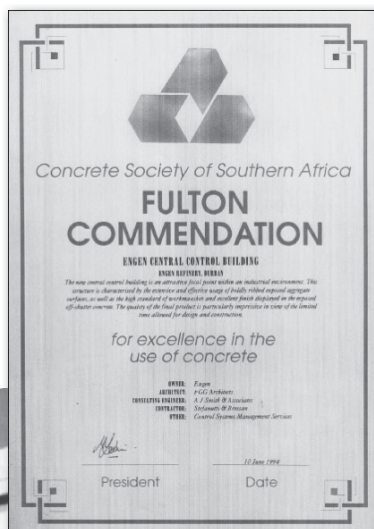 Concrete Society of Southern Africa
FULTON
COMMENDATION
ENGEN CENTRAL CONTROL BUILDING
ENGEN REFINERY, DURBAN
The new central control building is an attractive focal point within an industrial environment. This
structure is characterised by the extensive and effective usage of boldly ribbed exposed aggregate
surfaces, as well as the high standard of workmanship and excellent finish displayed in the exposed
off-shutter concrete. The quality of the final product is particularly impressive in view of the limited
time allowed for design and construction.
for excellence in the
use of concrete
OWNER: Engen
ARCHITECT: FGG Architects
CONSULTING ENGINEER: A J Smith & Associates
CONTRACTOR: Stefanutti & Bressan
OTHER: Control Systems Management Services
10 June 1994
President Date